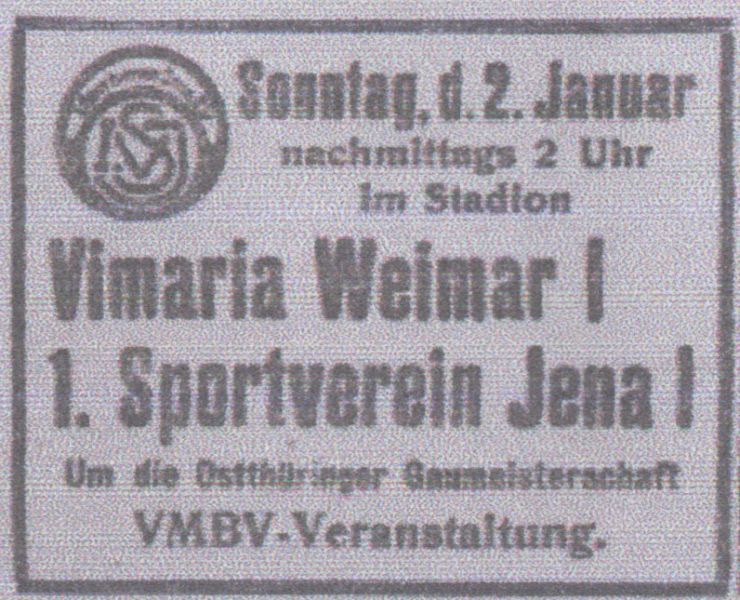 Sonntag, d. 2. Januar
nachmittags 2 Uhr
im Stadion
Vimaria Weimar I
1. Sportverein Jena I
Um die Ostthüringer Gaumeisterschaft
VMBV-Veranstaltung.